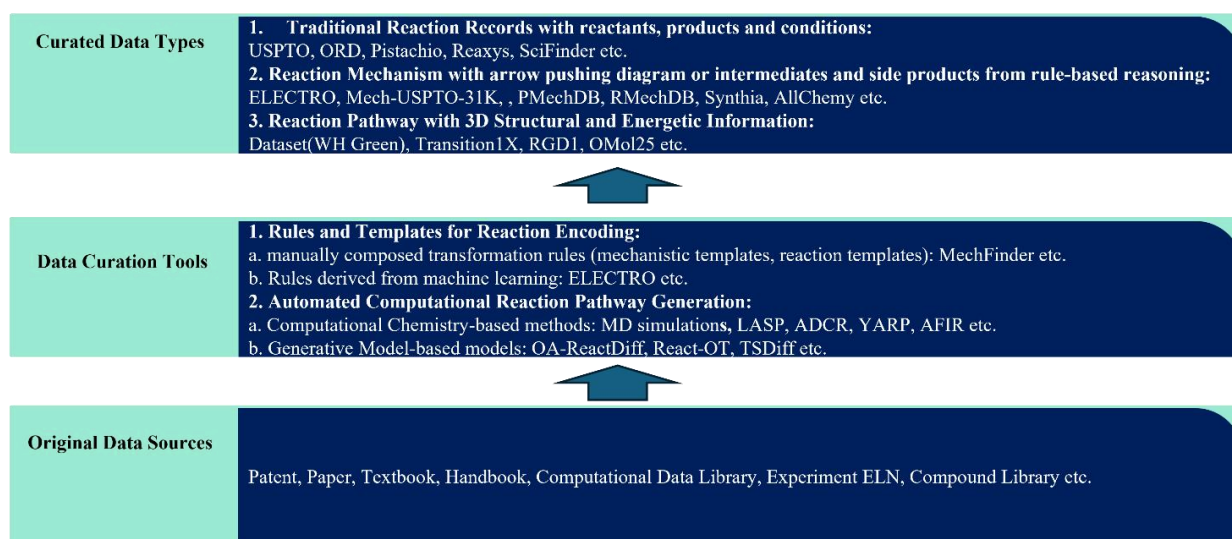 Curated Data Types
1. Traditional Reaction Records with reactants, products and conditions:
USPTO, ORD, Pistachio, Reaxys, SciFinder etc.
2. Reaction Mechanism with arrow pushing diagram or intermediates and side products from rule-based reasoning:
ELECTRO, Mech-USPTO-31K, , PMechDB, RMechDB, Synthia, AllChemy etc.
3. Reaction Pathway with 3D Structural and Energetic Information:
Dataset(WH Green), Transition1X, RGD1, OMol25 etc.
Data Curation Tools
1. Rules and Templates for Reaction Encoding:
a. manually composed transformation rules (mechanistic templates, reaction templates): MechFinder etc.
b. Rules derived from machine learning: ELECTRO etc.
2. Automated Computational Reaction Pathway Generation:
a. Computational Chemistry-based methods: MD simulations, LASP, ADCR, YARP, AFIR etc.
b. Generative Model-based models: OA-ReactDiff, React-OT, TSDiff etc.
Original Data Sources
Patent, Paper, Textbook, Handbook, Computational Data Library, Experiment ELN, Compound Library etc.